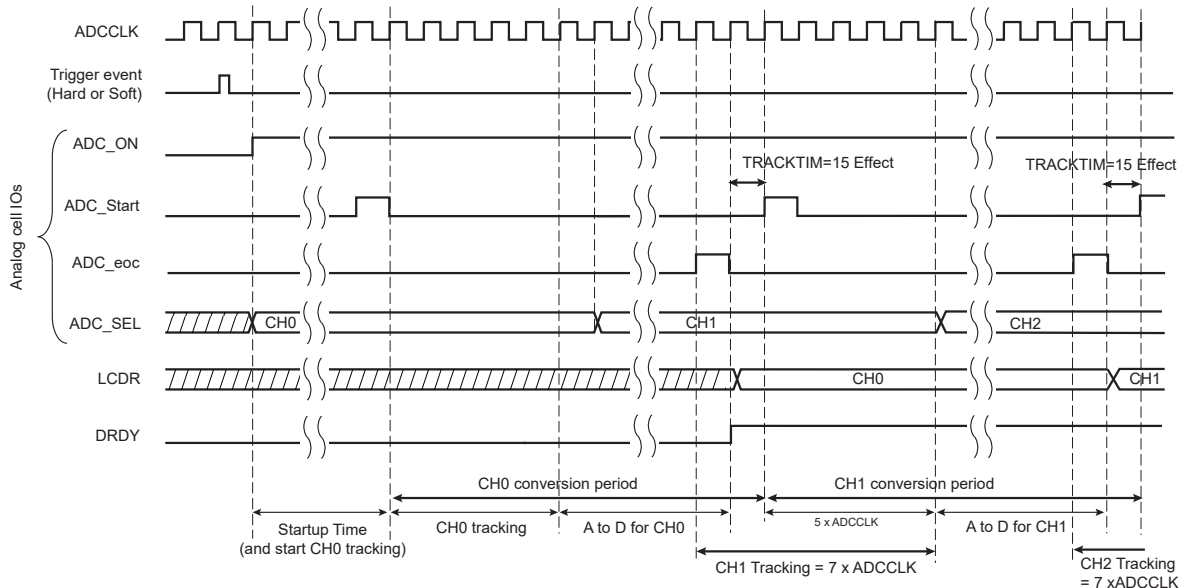 ADCCLK
Trigger event
(Hard or Soft)
Analog cell IOs
ADC_ON
TRACKTIM=15 Effect
TRACKTIM=15 Effect
ADC_Start
ADC_eoc
ADC_SEL
CH0
CH1
CH2
LCDR
CH0
CH1
DRDY
CH0 conversion period
CH1 conversion period
Startup Time
(and start CH0 tracking)
CH0 tracking
A to D for CH0
5 x ADCCLK
A to D for CH1
CH1 Tracking = 7 x ADCCLK
CH2 Tracking
= 7 xADCCLK